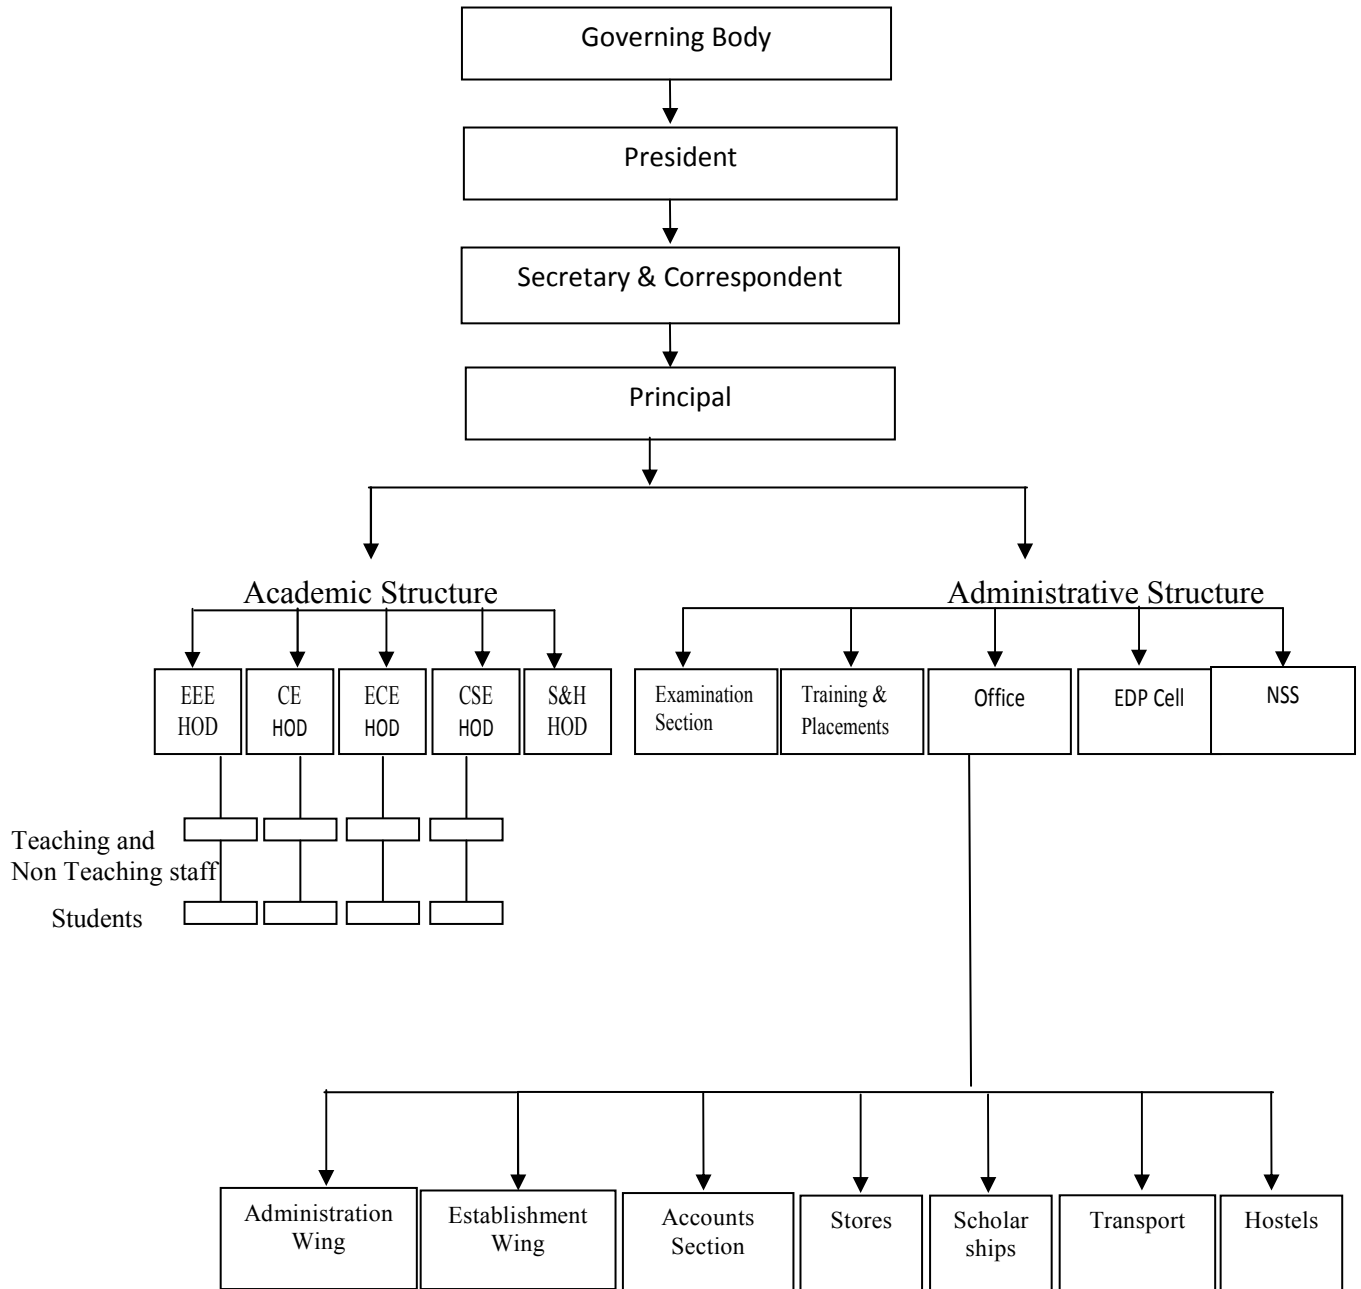 Governing Body
President
Secretary & Correspondent
Principal
Academic Structure
Administrative Structure
EEE
HOD
CE
HOD
ECE
HOD
CSE
HOD
S&H
HOD
Examination
Section
Training &
Placements
Office
EDP Cell
NSS
Teaching and
Non Teaching staff
Students
Administration
Wing
Establishment
Wing
Accounts
Section
Stores
Scholar
ships
Transport
Hostels